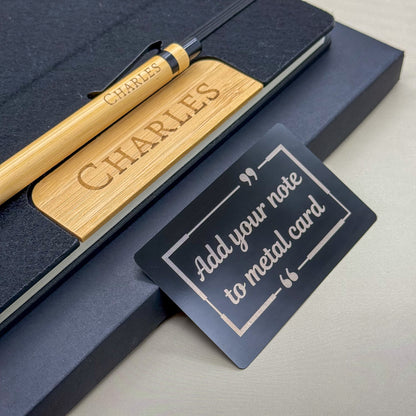 CHARLES
CHARLES
”
Add your note
to metal card
“